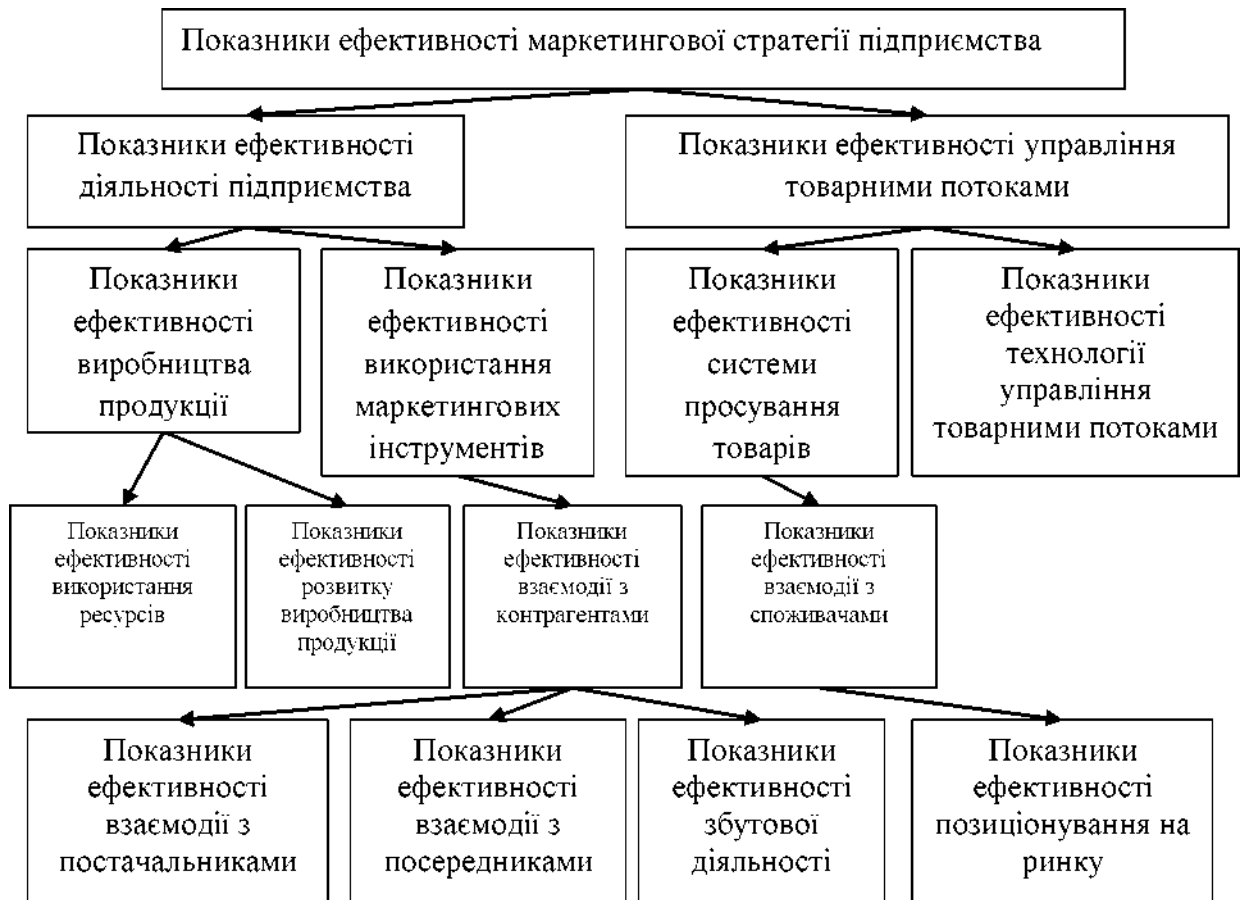 Показники ефективності маркетингової стратегії підприємства
Показники ефективності
діяльності підприємства
Показники ефективності управління
товарними потоками
Показники
ефективності
виробництва
продукції
Показники
ефективності
використання
маркетингових
інструментів
Показники
ефективності
системи
просування
товарів
Показники
ефективності
технології
управління
товарними потоками
Показники
ефективності
використання
ресурсів
Показники
ефективності
розвитку
виробництва
продукції
Показники
ефективності
взаємодії з
контрагентами
Показники
ефективності
взаємодії з
споживачами
Показники
ефективності
взаємодії з
постачальниками
Показники
ефективності
взаємодії з
посередниками
Показники
ефективності
збутової
діяльності
Показники
ефективності
позиціонування на
ринку